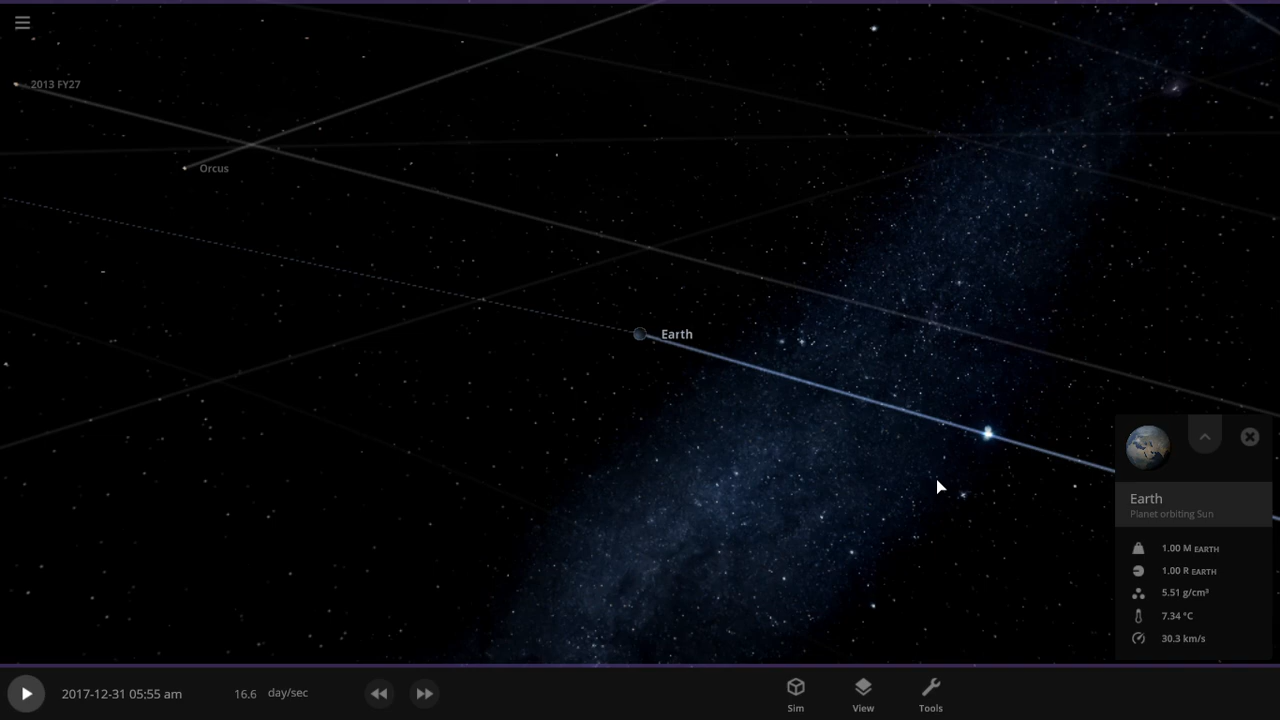 2013 FY27
Orcus
Earth
Earth
Planet orbiting Sun
1.00 M EARTH
1.00 R EARTH
5.51 g/cm³
7.34 °C
30.3 km/s
2017-12-31 05:55 am
16.6 day/sec
Sim
View
Tools